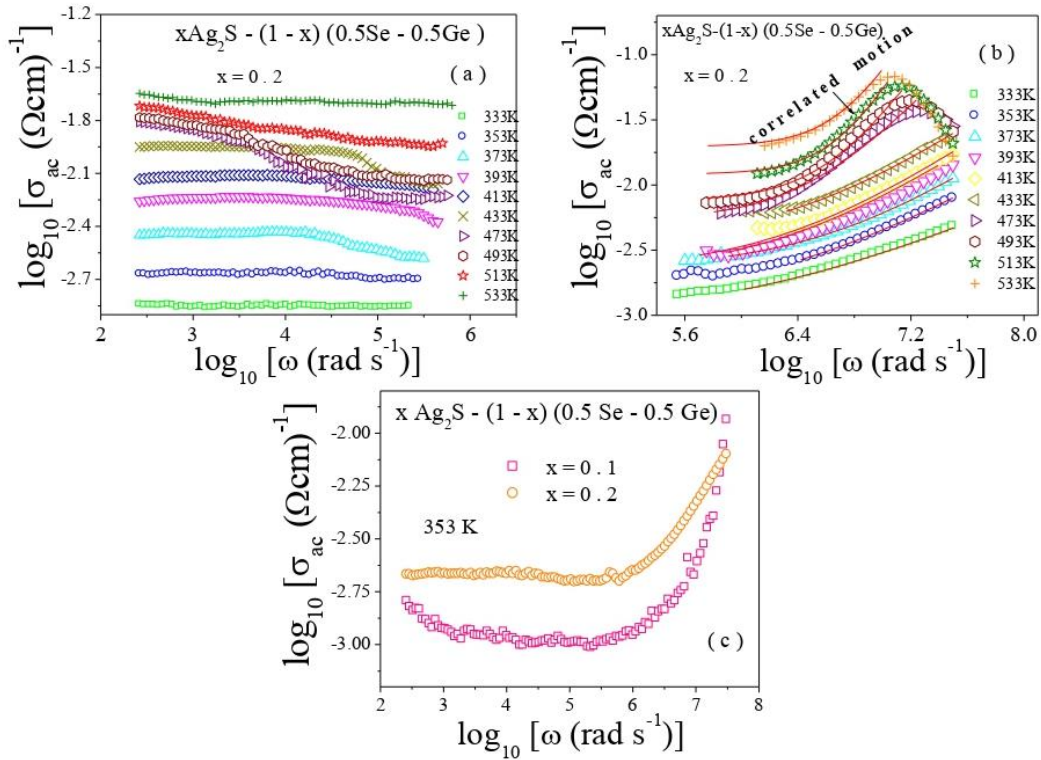 xAg₂S - (1 - x) (0.5Se - 0.5Ge )
x = 0 . 2
( a )
-1.2
-1.5
-1.8
-2.1
-2.4
-2.7
log₁₀ [σac (Ωcm)⁻¹
333K
353K
373K
393K
413K
433K
473K
493K
513K
533K
2
3
4
5
6
log₁₀ [ω (rad s⁻¹)
xAg₂S-(1-x) (0.5Se - 0.5Ge)
x = 0 . 2
( b )
correlated motion
-1.0
-1.5
-2.0
-2.5
-3.0
log₁₀ [σac (Ωcm)⁻¹
333K
353K
373K
393K
413K
433K
473K
493K
513K
533K
5.6
6.4
7.2
8.0
log₁₀ [ω (rad s⁻¹)
x Ag₂S - (1 - x) (0.5 Se - 0.5 Ge)
x = 0 . 1
x = 0 . 2
353 K
( c )
-2.00
-2.25
-2.50
-2.75
-3.00
log₁₀ [σac (Ωcm)⁻¹
2
3
4
5
6
7
8
log₁₀ [ω (rad s⁻¹)